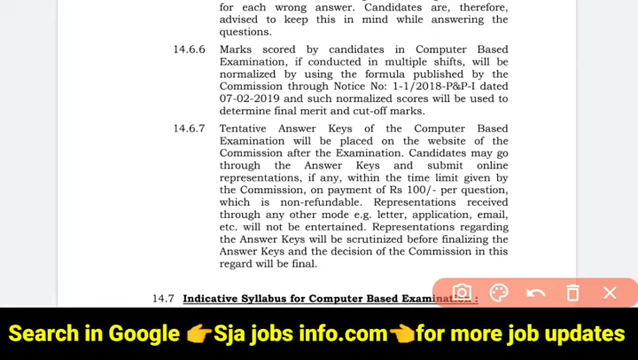 for each wrong answer. Candidates are, therefore,
advised to keep this in mind while answering the
questions.
14.6.6 Marks scored by candidates in Computer Based
Examination, if conducted in multiple shifts, will be
normalized by using the formula published by the
Commission through Notice No: 1-1/2018-P&P-I dated
07-02-2019 and such normalized scores will be used to
determine final merit and cut-off marks.
14.6.7 Tentative Answer Keys of the Computer Based
Examination will be placed on the website of the
Commission after the Examination. Candidates may go
through the Answer Keys and submit online
representations, if any, within the time limit given by
the Commission, on payment of Rs 100/- per question,
which is non-refundable. Representations received
through any other mode e.g. letter, application, email,
etc. will not be entertained. Representations regarding
the Answer Keys will be scrutinized before finalizing the
Answer Keys and the decision of the Commission in this
regard will be final.
14.7 Indicative Syllabus for Computer Based Examination :
Search in Google 👉Sja jobs info.com👈for more job updates